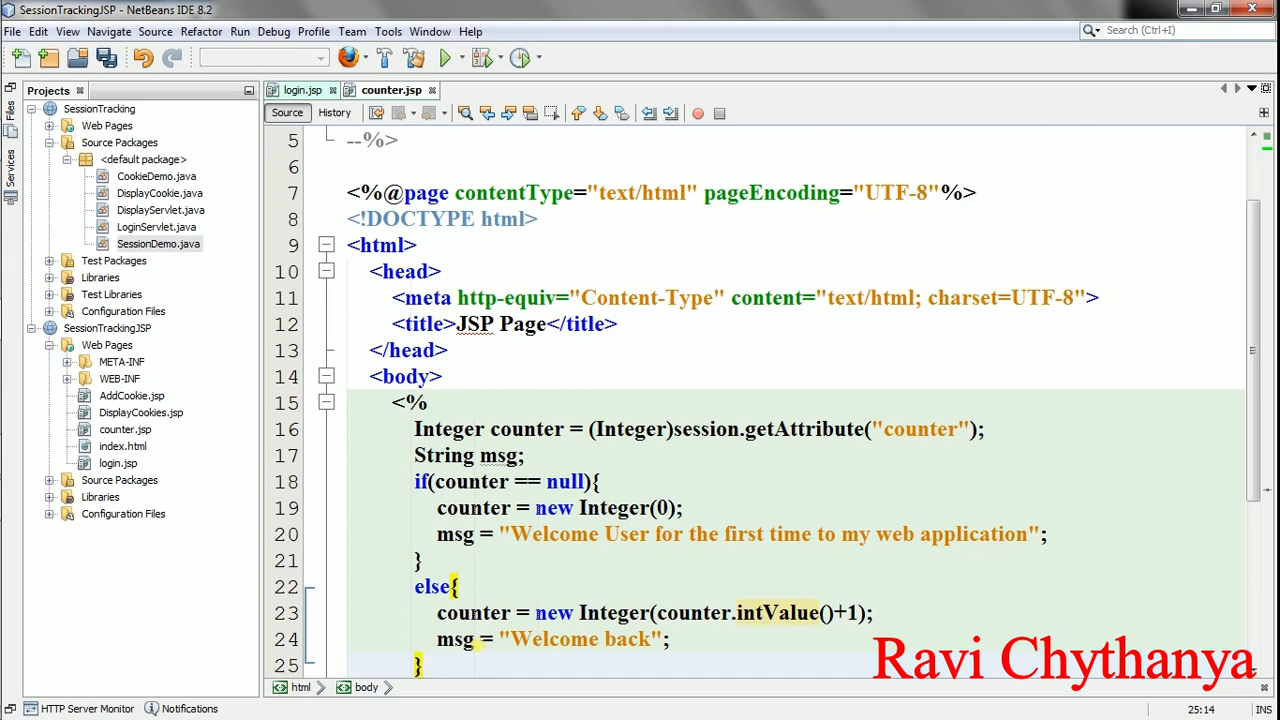 SessionTrackingJSP - NetBeans IDE 8.2
File Edit View Navigate Source Refactor Run Debug Profile Team Tools Window Help
Search (Ctrl+I)
Projects
login.jsp
counter.jsp
Files
Services
SessionTracking
Web Pages
Source Packages
<default package>
CookieDemo.java
DisplayCookie.java
DisplayServlet.java
LoginServlet.java
SessionDemo.java
Test Packages
Libraries
Test Libraries
Configuration Files
SessionTrackingJSP
Web Pages
META-INF
WEB-INF
AddCookie.jsp
DisplayCookies.jsp
counter.jsp
index.html
login.jsp
Source Packages
Libraries
Configuration Files
Source History
5 --%>
6
7 <%@page contentType="text/html" pageEncoding="UTF-8"%>
8 <!DOCTYPE html>
9 <html>
10 <head>
11 <meta http-equiv="Content-Type" content="text/html; charset=UTF-8">
12 <title>JSP Page</title>
13 </head>
14 <body>
15 <%
16 Integer counter = (Integer)session.getAttribute("counter");
17 String msg;
18 if(counter == null){
19 counter = new Integer(0);
20 msg = "Welcome User for the first time to my web application";
21 }
22 else{
23 counter = new Integer(counter.intValue()+1);
24 msg = "Welcome back";
25 }
Ravi Chythanya
html body
HTTP Server Monitor Notifications
25:14 INS